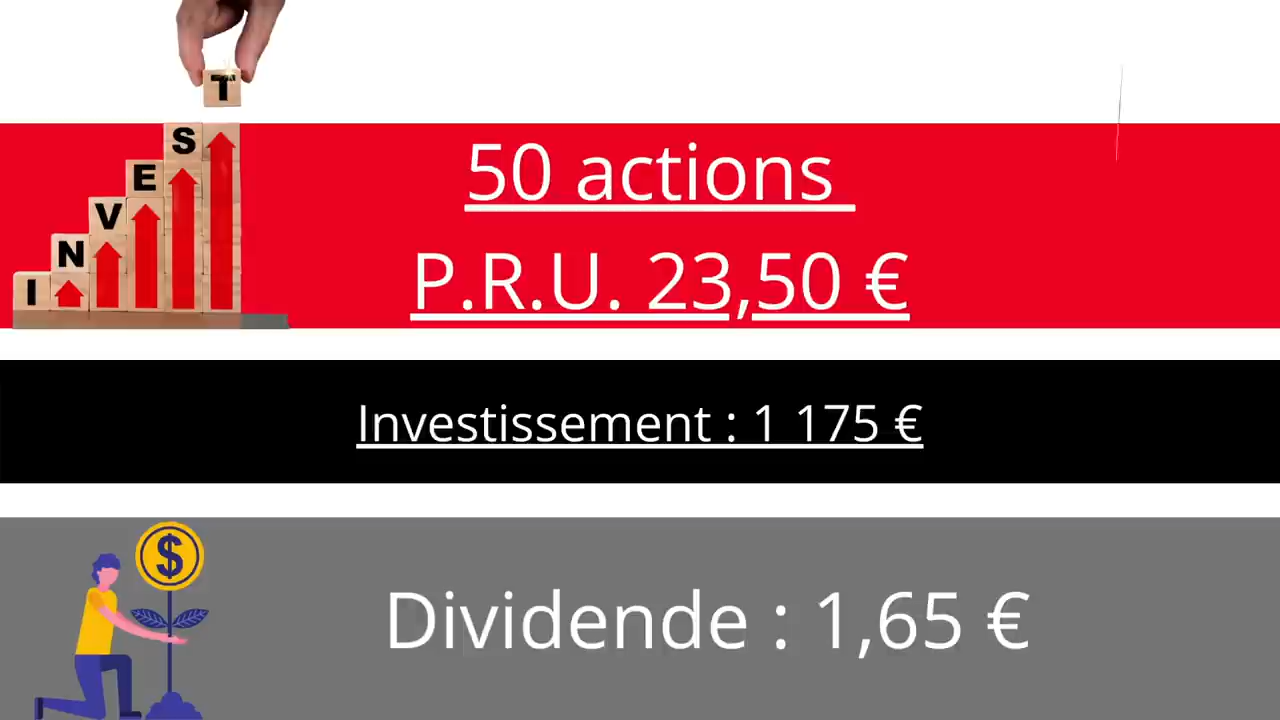 INVEST
50 actions
P.R.U. 23,50 €
Investissement : 1 175 €
$
Dividende : 1,65 €